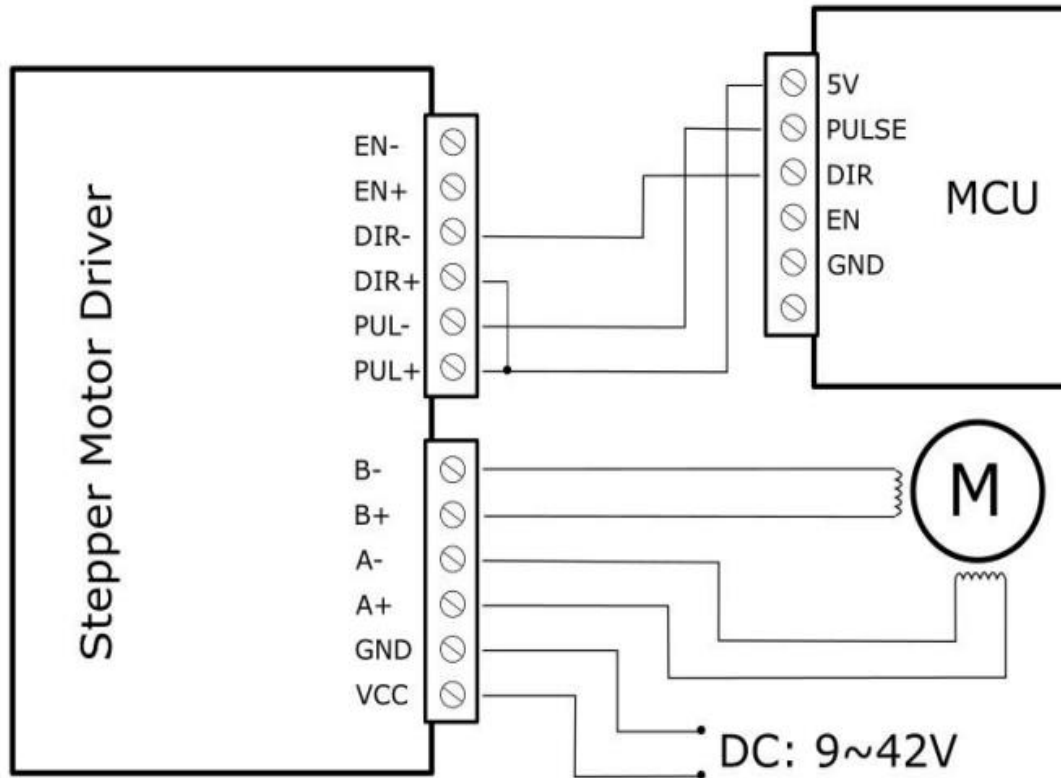 Stepper Motor Driver
EN-
EN+
DIR-
DIR+
PUL-
PUL+
B-
B+
A-
A+
GND
VCC
5V
PULSE
DIR
EN
GND
MCU
M
DC: 9~42V